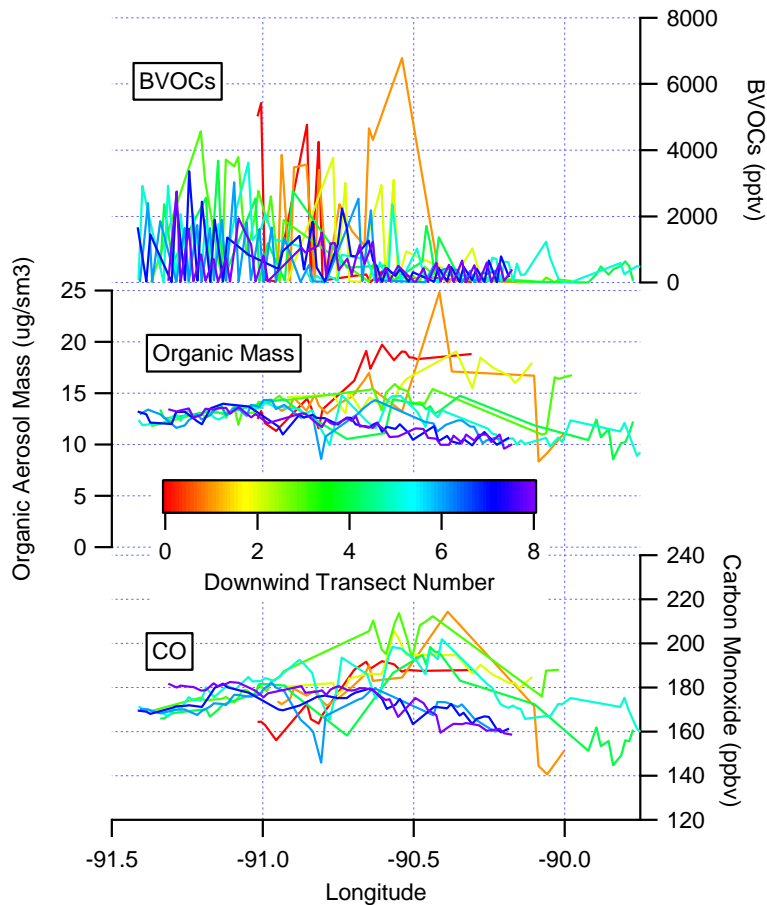 8000
6000
4000
2000
0
BVOCs (pptv)
BVOCs
25
20
15
10
5
0
Organic Aerosol Mass (ug/sm3)
Organic Mass
0 2 4 6 8
Downwind Transect Number
240
220
200
180
160
140
120
Carbon Monoxide (ppbv)
CO
-91.5 -91.0 -90.5 -90.0
Longitude